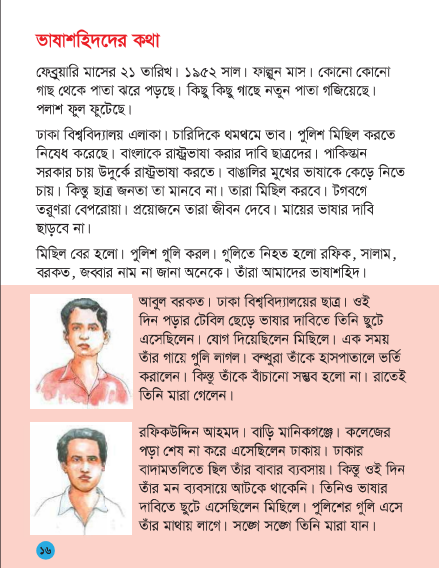 ভাষাশহিদদের কথা
ফেব্রুয়ারি মাসের ২১ তারিখ। ১৯৫২ সাল। ফাল্গুন মাস। কোনো কোনো
গাছ থেকে পাতা ঝরে পড়ছে। কিছু কিছু গাছে নতুন পাতা গজিয়েছে।
পলাশ ফুল ফুটেছে।
ঢাকা বিশ্ববিদ্যালয় এলাকা। চারিদিকে থমথমে ভাব। পুলিশ মিছিল করতে
নিষেধ করেছে। বাংলাকে রাষ্ট্রভাষা করার দাবি ছাত্রদের। পাকিস্তান
সরকার চায় উদুর্কে রাষ্ট্রভাষা করতে। বাঙালির মুখের ভাষাকে কেড়ে নিতে
চায়। কিন্তু ছাত্র জনতা তা মানবে না। তারা মিছিল করবে। টগবগে
তরুণরা বেপরোয়া। প্রয়োজনে তারা জীবন দেবে। মায়ের ভাষার দাবি
ছাড়বে না।
মিছিল বের হলো। পুলিশ গুলি করল। গুলিতে নিহত হলো রফিক, সালাম,
বরকত, জব্বার নাম না জানা অনেকে। তাঁরা আমাদের ভাষাশহিদ।
আবুল বরকত। ঢাকা বিশ্ববিদ্যালয়ের ছাত্র। ওই
দিন পড়ার টেবিল ছেড়ে ভাষার দাবিতে তিনি ছুটে
এসেছিলেন। যোগ দিয়েছিলেন মিছিলে। এক সময়
তাঁর গায়ে গুলি লাগল। বন্ধুরা তাঁকে হাসপাতালে ভর্তি
করালেন। কিন্তু তাঁকে বাঁচানো সম্ভব হলো না। রাতেই
তিনি মারা গেলেন।
রফিকউদ্দিন আহমদ। বাড়ি মানিকগঞ্জে। কলেজের
পড়া শেষ না করে এসেছিলেন ঢাকায়। ঢাকার
বাদামতলিতে ছিল তাঁর বাবার ব্যবসায়। কিন্তু ওই দিন
তাঁর মন ব্যবসায়ে আটকে থাকেনি। তিনিও ভাষার
দাবিতে ছুটে এসেছিলেন মিছিলে। পুলিশের গুলি এসে
তাঁর মাথায় লাগে। সঙ্গে সঙ্গে তিনি মারা যান।
১৬